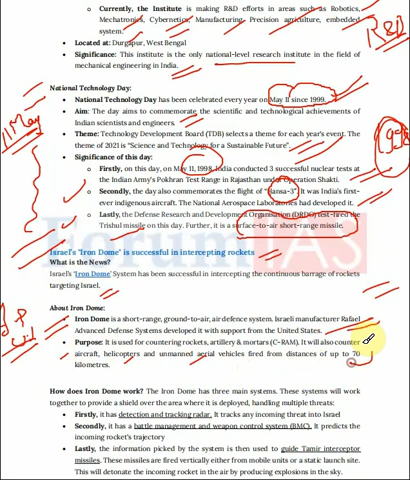 o Currently, the Institute is making R&D efforts in areas such as Robotics,
Mechatronics, Cybernetics, Manufacturing, Precision agriculture, embedded
system.
• Located at: Durgapur, West Bengal
• Significance: This institute is the only national-level research institute in the field of
mechanical engineering in India.
R&D
National Technology Day:
• National Technology Day has been celebrated every year on May 11 since 1999.
• Aim: The day aims to commemorate the scientific and technological achievements of
Indian scientists and engineers.
• Theme: Technology Development Board (TDB) selects a theme for each year's event. The
theme of 2021 is "Science and Technology for a Sustainable Future".
• Significance of this day:
o Firstly, on this day, on May 11, 1998, India conducted 3 successful nuclear tests at
the Indian Army's Pokhran Test Range in Rajasthan under Operation Shakti.
o Secondly, the day also commemorates the flight of "Hansa-3". It was India's first-
ever indigenous aircraft. The National Aerospace Laboratories had developed it.
o Lastly, the Defense Research and Development Organisation (DRDO) test-fired the
Trishul missile on this day. Further, it is a surface-to-air short-range missile.
11 May
1998
Forum IAS
Israel's "Iron Dome" is successful in intercepting rockets
What is the News?
Israel's 'Iron Dome' System has been successful in intercepting the continuous barrage of rockets
targeting Israel.
About Iron Dome:
• Iron Dome is a short-range, ground-to-air, air defence system. Israeli manufacturer Rafael
Advanced Defense Systems developed it with support from the United States.
• Purpose: It is used for countering rockets, artillery & mortars (C-RAM). It will also counter
aircraft, helicopters and unmanned aerial vehicles fired from distances of up to 70
kilometres.
How does Iron Dome work? The Iron Dome has three main systems. These systems will work
together to provide a shield over the area where it is deployed, handling multiple threats:
• Firstly, it has detection and tracking radar. It tracks any incoming threat into Israel
• Secondly, it has a battle management and weapon control system (BMC). It predicts the
incoming rocket's trajectory
• Lastly, the information picked by the system is then used to guide Tamir interceptor
missiles. These missiles are fired vertically either from mobile units or a static launch site.
This will detonate the incoming rocket in the air by producing explosions in the sky.